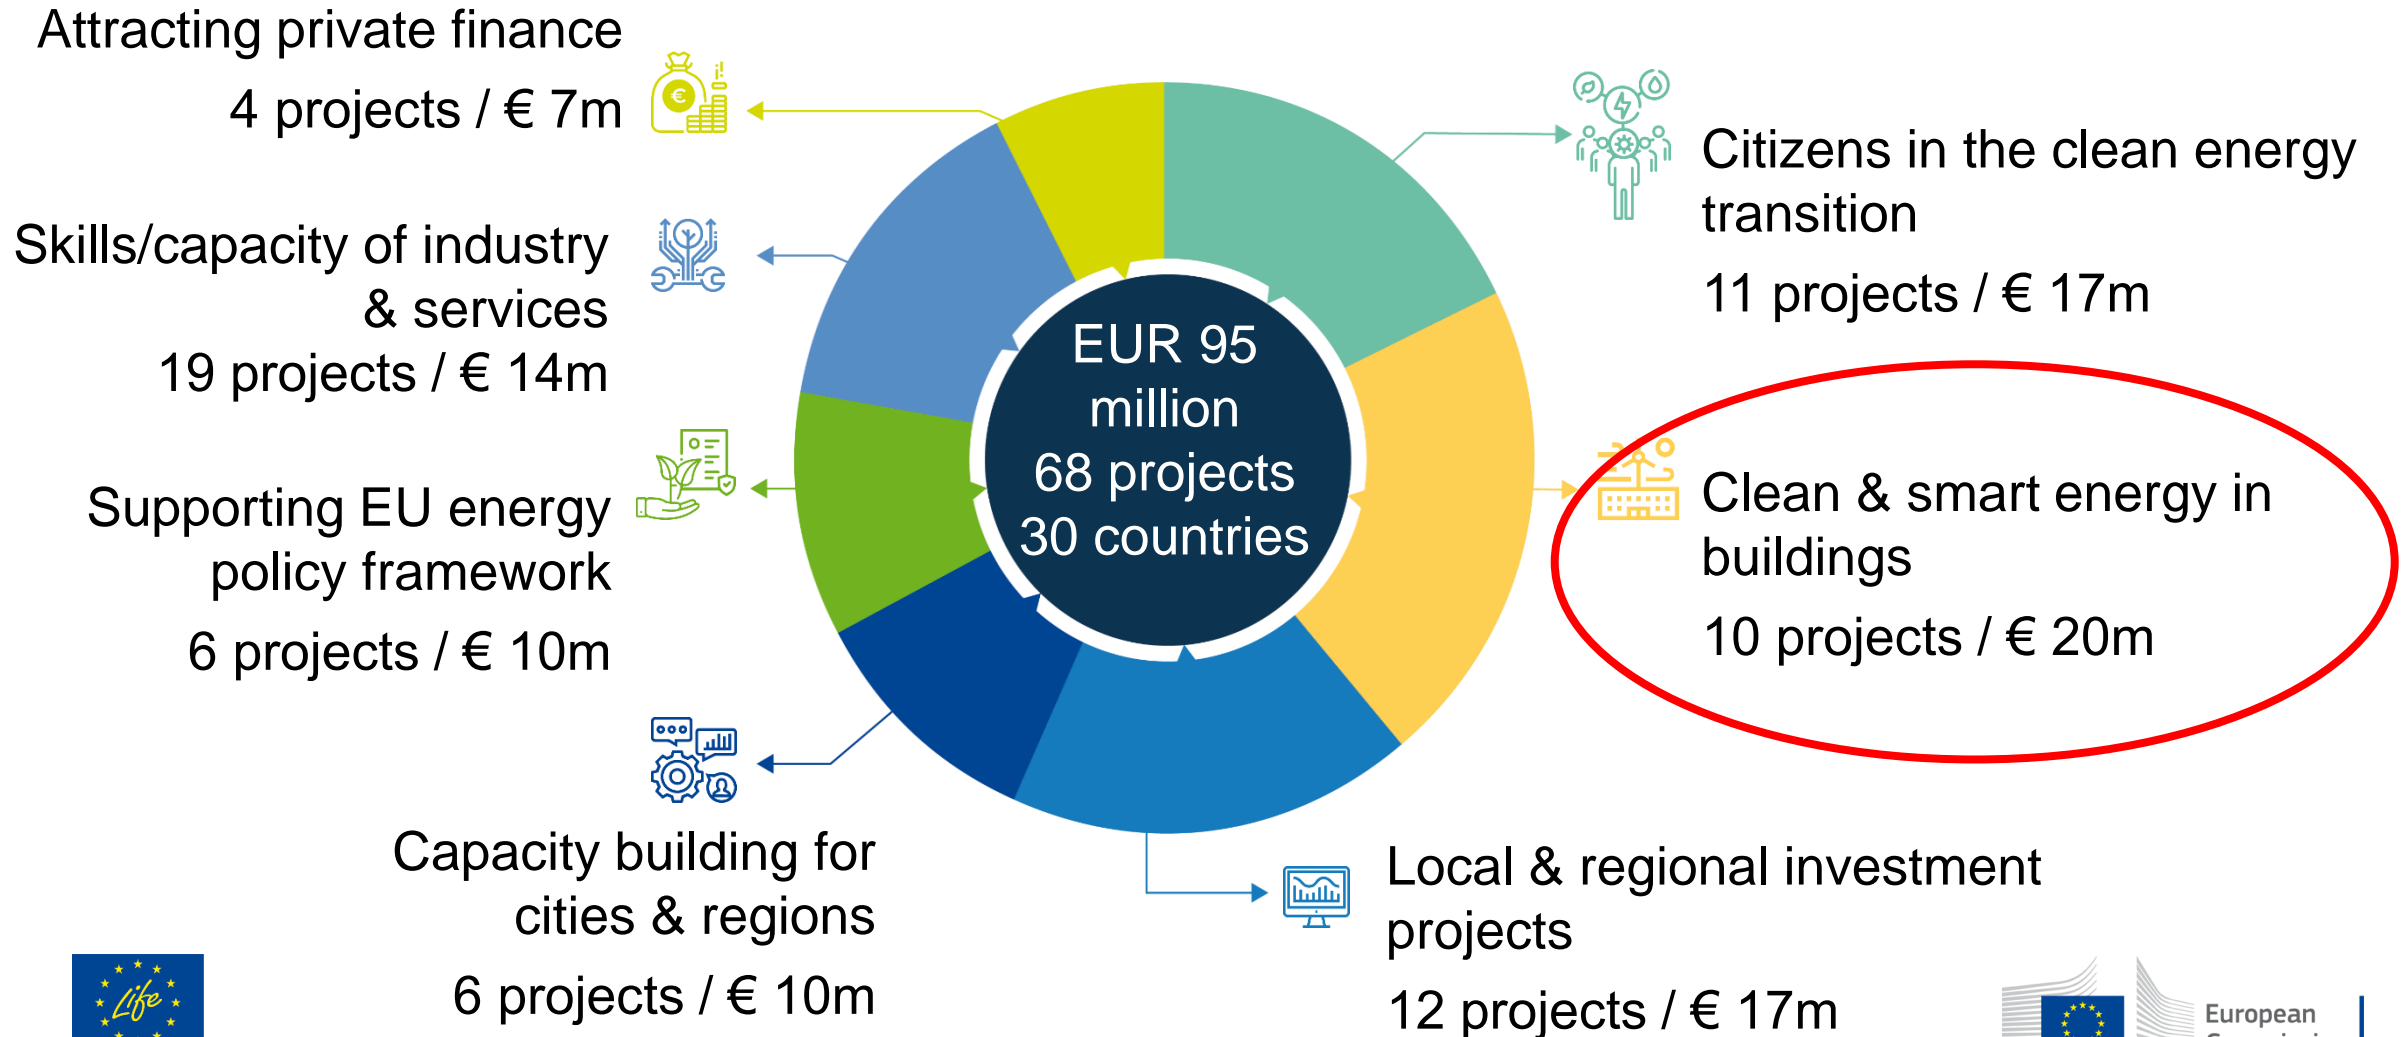 Attracting private finance
4 projects / € 7m
Skills/capacity of industry
& services
19 projects / € 14m
Supporting EU energy
policy framework
6 projects / € 10m
Capacity building for
cities & regions
6 projects / € 10m
EUR 95
million
68 projects
30 countries
Citizens in the clean energy
transition
11 projects / € 17m
Clean & smart energy in
buildings
10 projects / € 20m
Local & regional investment
projects
12 projects / € 17m
Life
European